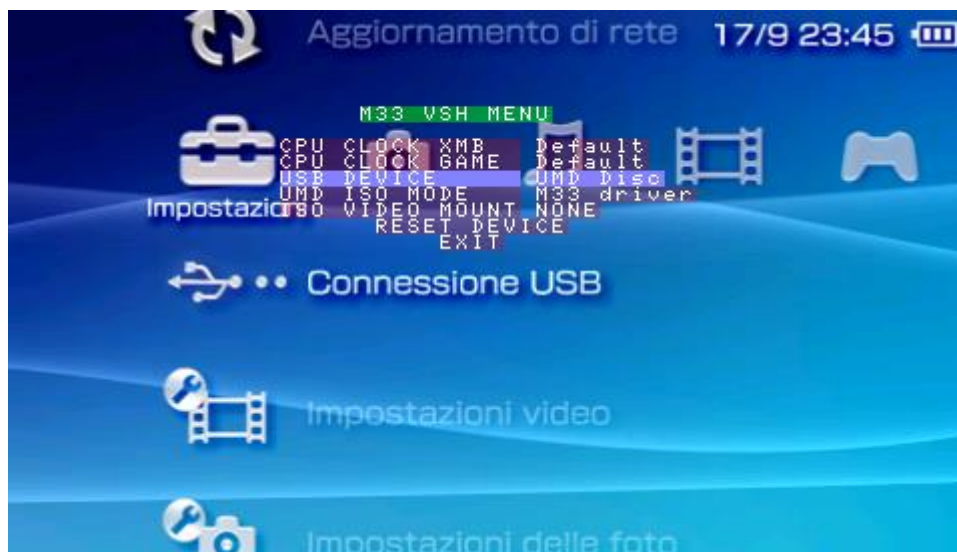 Aggiornamento di rete 17/9 23:45
M33 VSH MENU
CPU CLOCK XMB Default
CPU CLOCK GAME Default
USB DEVICE UMD Disc
UMD ISO MODE M33 driver
ISO VIDEO MOUNT NONE
Impostazioni
RESET DEVICE
EXIT
Connessione USB
Impostazioni video
Impostazioni delle foto